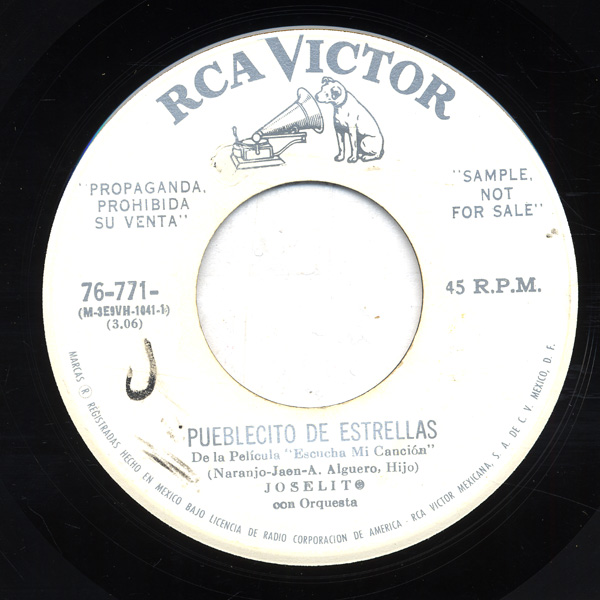 RCA VICTOR
"PROPAGANDA,
PROHIBIDA
SU VENTA"
"SAMPLE,
NOT
FOR SALE"
76-771-
(M-3E9VH-1041-1)
(3.06)
45 R.P.M.
J
PUEBLECITO DE ESTRELLAS
De la Película "Escucha Mi Canción"
(Naranjo-Jaen-A. Alguero, Hijo)
JOSELITO
con Orquesta
MARCAS ® REGISTRADAS HECHO EN MEXICO BAJO LICENCIA DE RADIO CORPORACION DE AMERICA - RCA VICTOR MEXICANA, S. A. DE C. V. MEXICO, D. F.